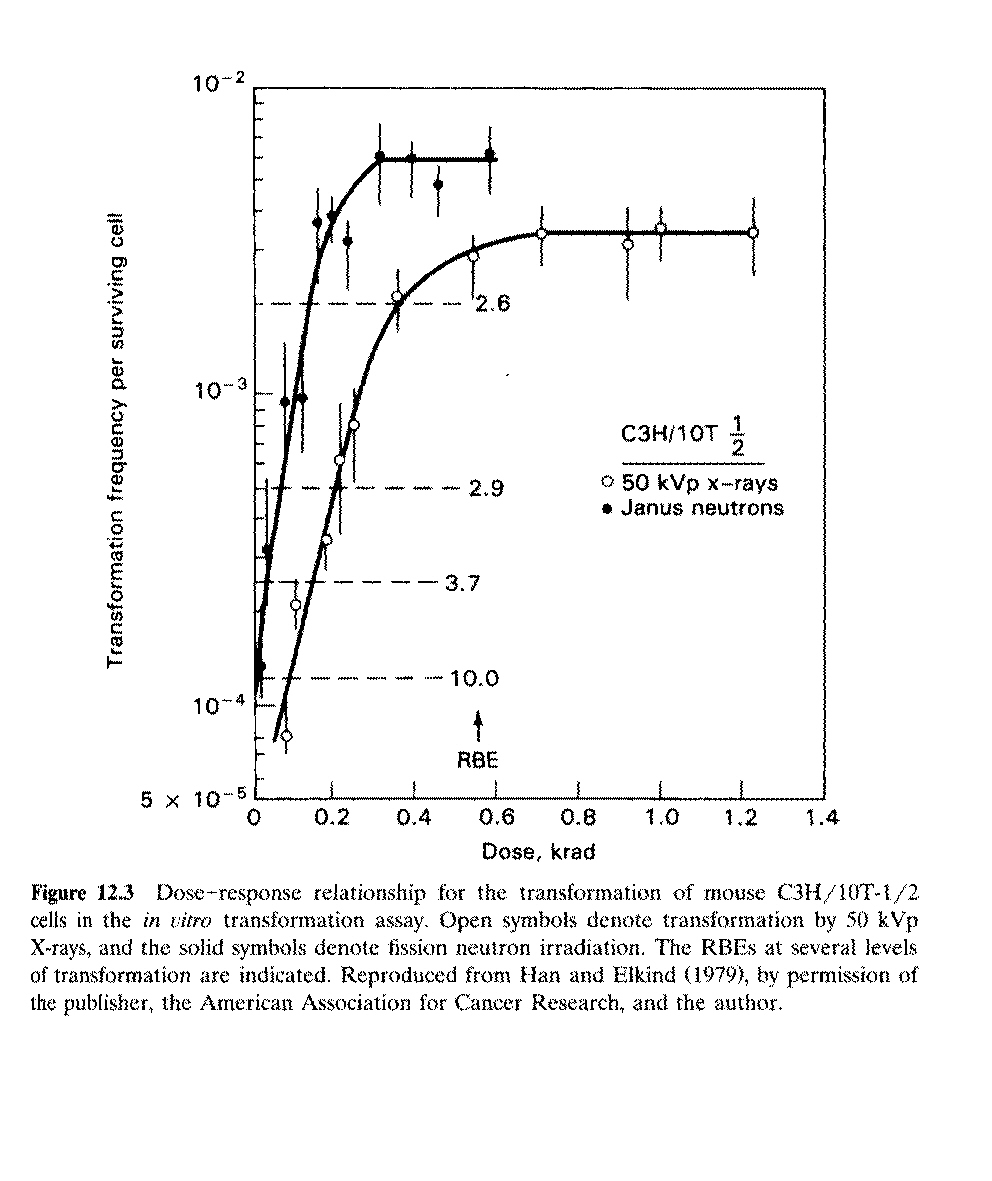 10⁻²
Transformation frequency per surviving cell
2.6
10⁻³
C3H/10T 1/2
○ 50 kVp x-rays
● Janus neutrons
2.9
3.7
10.0
10⁻⁴
RBE
5 × 10⁻⁵
0 0.2 0.4 0.6 0.8 1.0 1.2 1.4
Dose, krad
Figure 12.3 Dose–response relationship for the transformation of mouse C3H/10T-1/2
cells in the in vitro transformation assay. Open symbols denote transformation by 50 kVp
X-rays, and the solid symbols denote fission neutron irradiation. The RBEs at several levels
of transformation are indicated. Reproduced from Han and Elkind (1979), by permission of
the publisher, the American Association for Cancer Research, and the author.